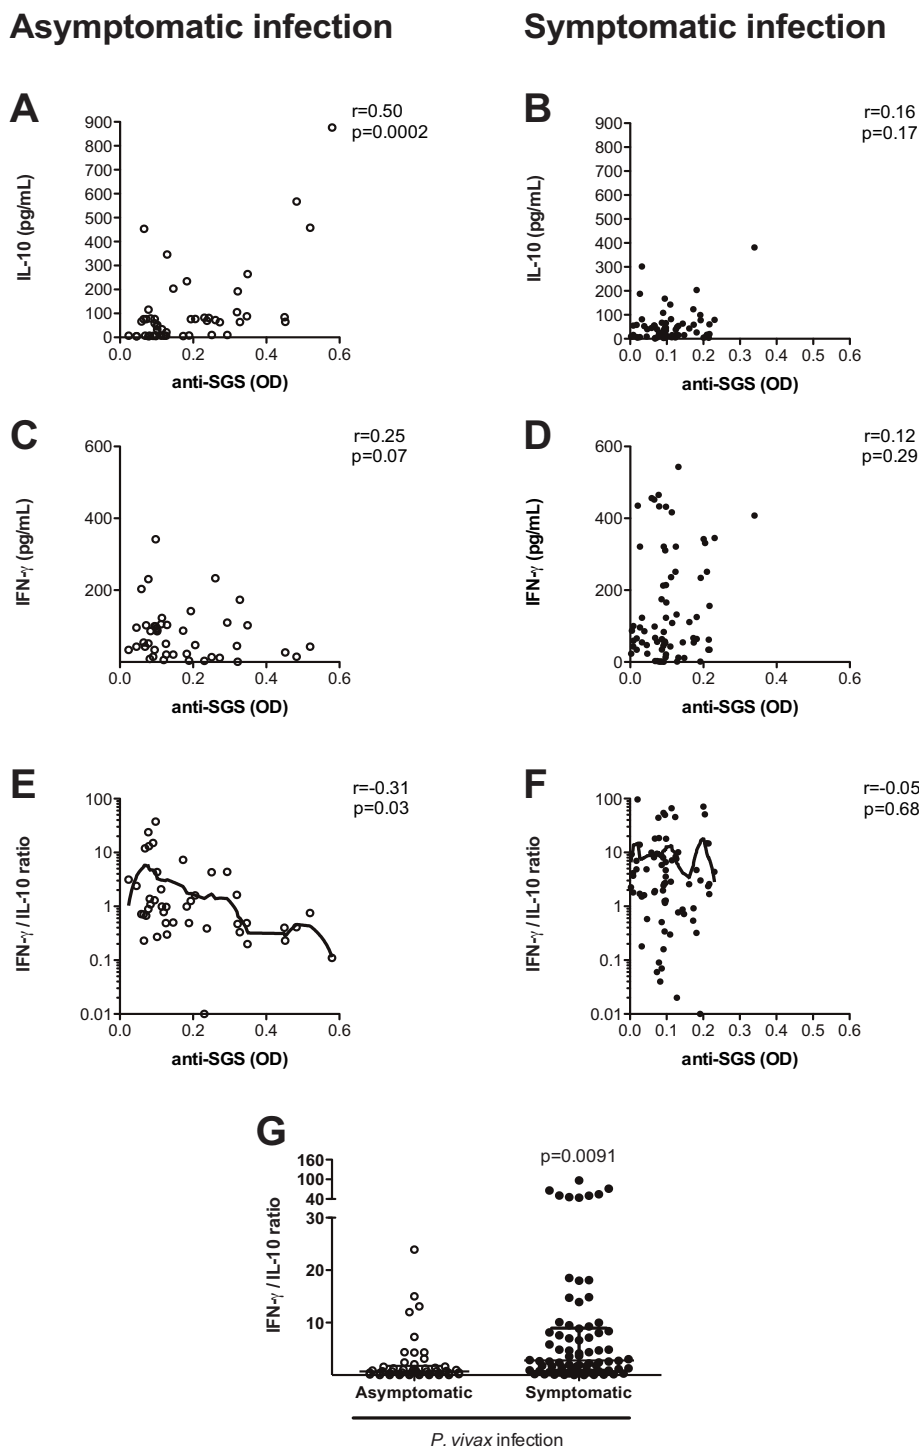 Asymptomatic infection Symptomatic infection
A
r=0.50
p=0.0002
900
800
700
600
500
400
300
200
100
0
IL-10 (pg/mL)
0.0 0.2 0.4 0.6
anti-SGS (OD)
B
r=0.16
p=0.17
900
800
700
600
500
400
300
200
100
0
IL-10 (pg/mL)
0.0 0.1 0.2 0.3 0.4 0.5 0.6
anti-SGS (OD)
C
r=0.25
p=0.07
600
400
200
0
IFN-γ (pg/mL)
0.0 0.2 0.4 0.6
anti-SGS (OD)
D
r=0.12
p=0.29
600
400
200
0
IFN-γ (pg/mL)
0.0 0.2 0.4 0.6
anti-SGS (OD)
E
r=-0.31
p=0.03
100
10
1
0.1
0.01
IFN-γ / IL-10 ratio
0.0 0.2 0.4 0.6
anti-SGS (OD)
F
r=-0.05
p=0.68
100
10
1
0.1
0.01
IFN-γ / IL-10 ratio
0.0 0.1 0.2 0.3 0.4 0.5 0.6
anti-SGS (OD)
G
p=0.0091
160
100
40
30
20
10
IFN-γ / IL-10 ratio
Asymptomatic Symptomatic
P. vivax infection